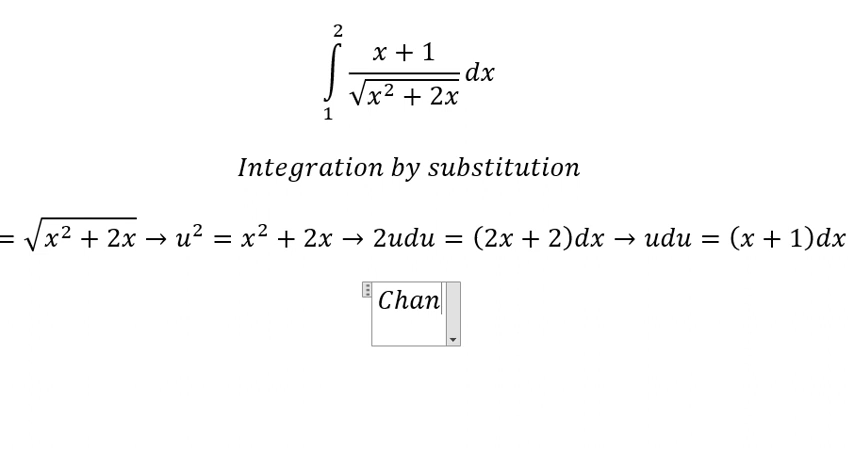 ∫₁² (x + 1)/√(x² + 2x) dx
Integration by substitution
= √(x² + 2x) → u² = x² + 2x → 2udu = (2x + 2)dx → udu = (x + 1)dx
Chan